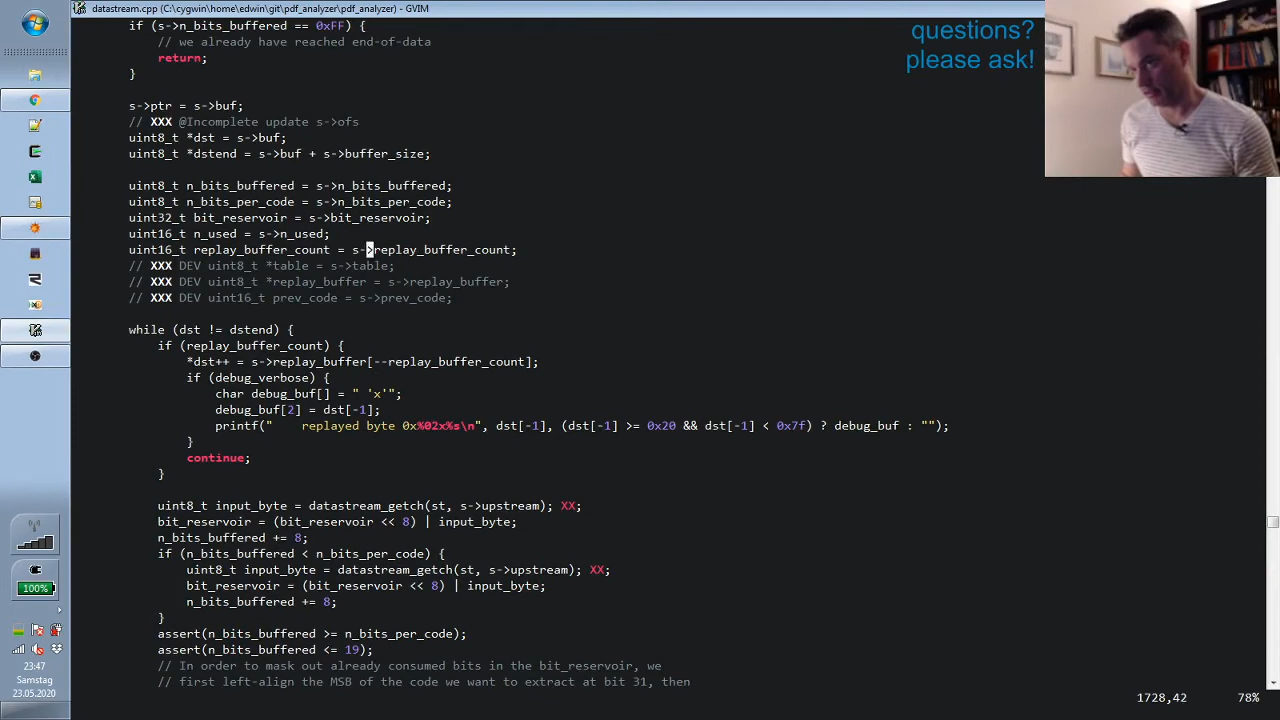 datastream.cpp (C:\cygwin\home\edwin\git\pdf_analyzer\pdf_analyzer) - GVIM
if (s->n_bits_buffered == 0xFF) {
// we already have reached end-of-data
return;
}
questions?
please ask!
s->ptr = s->buf;
// XXX @Incomplete update s->ofs
uint8_t *dst = s->buf;
uint8_t *dstend = s->buf + s->buffer_size;
uint8_t n_bits_buffered = s->n_bits_buffered;
uint8_t n_bits_per_code = s->n_bits_per_code;
uint32_t bit_reservoir = s->bit_reservoir;
uint16_t n_used = s->n_used;
uint16_t replay_buffer_count = s->replay_buffer_count;
// XXX DEV uint8_t *table = s->table;
// XXX DEV uint8_t *replay_buffer = s->replay_buffer;
// XXX DEV uint16_t prev_code = s->prev_code;
while (dst != dstend) {
if (replay_buffer_count) {
*dst++ = s->replay_buffer[--replay_buffer_count];
if (debug_verbose) {
char debug_buf[] = " 'x'";
debug_buf[2] = dst[-1];
printf("    replayed byte 0x%02x%s\n", dst[-1], (dst[-1] >= 0x20 && dst[-1] < 0x7f) ? debug_buf : "");
}
continue;
}
uint8_t input_byte = datastream_getch(st, s->upstream); XX;
bit_reservoir = (bit_reservoir << 8) | input_byte;
n_bits_buffered += 8;
if (n_bits_buffered < n_bits_per_code) {
uint8_t input_byte = datastream_getch(st, s->upstream); XX;
bit_reservoir = (bit_reservoir << 8) | input_byte;
n_bits_buffered += 8;
}
assert(n_bits_buffered >= n_bits_per_code);
assert(n_bits_buffered <= 19);
// In order to mask out already consumed bits in the bit_reservoir, we
// first left-align the MSB of the code we want to extract at bit 31, then
1728,42 78%
100%
23:47
Samstag
23.05.2020